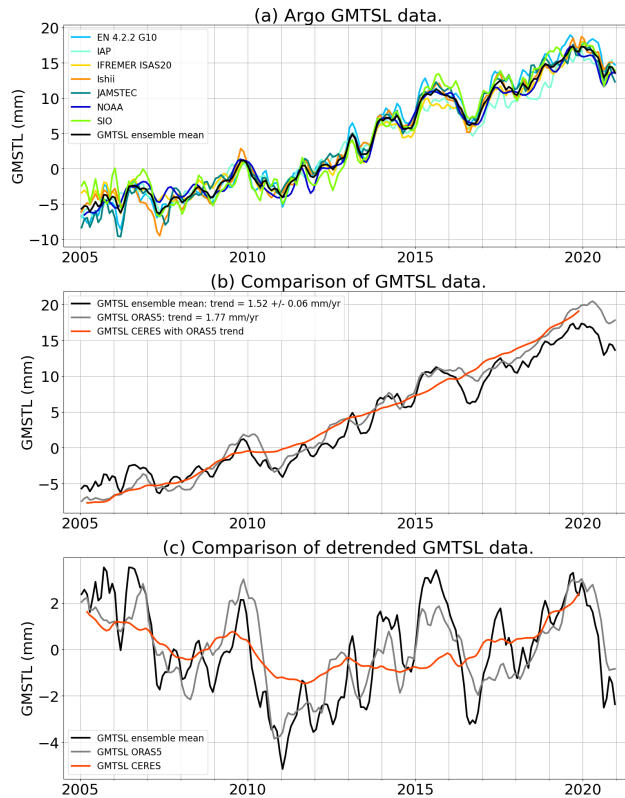 (a) Argo GMTSL data.
20
15
10
5
0
−5
−10
GMSTL (mm)
EN 4.2.2 G10
IAP
IFREMER ISAS20
Ishii
JAMSTEC
NOAA
SIO
GMTSL ensemble mean
2005 2010 2015 2020
(b) Comparison of GMTSL data.
20
15
10
5
0
−5
GMSTL (mm)
GMTSL ensemble mean: trend = 1.52 +/- 0.06 mm/yr
GMTSL ORAS5: trend = 1.77 mm/yr
GMTSL CERES with ORAS5 trend
2005 2010 2015 2020
(c) Comparison of detrended GMTSL data.
2
0
−2
−4
GMSTL (mm)
GMTSL ensemble mean
GMTSL ORAS5
GMTSL CERES
2005 2010 2015 2020